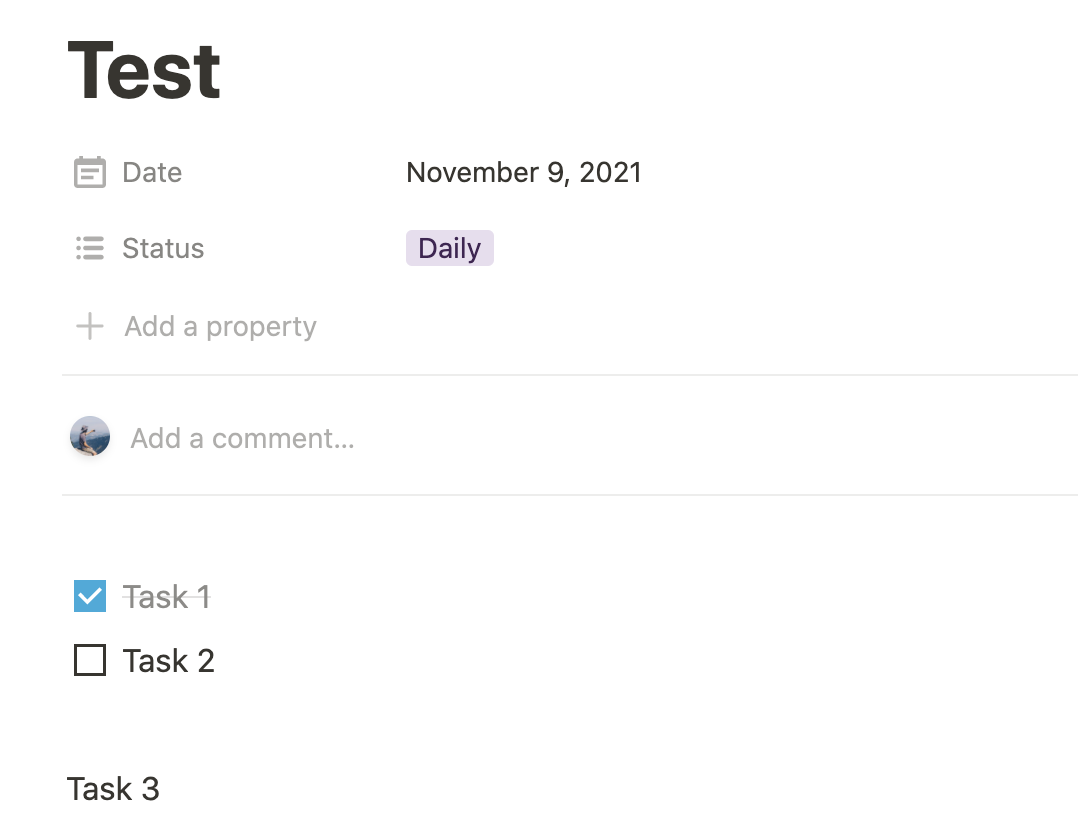 Test
Date November 9, 2021
Status Daily
Add a property
Add a comment...
Task 1
Task 2
Task 3